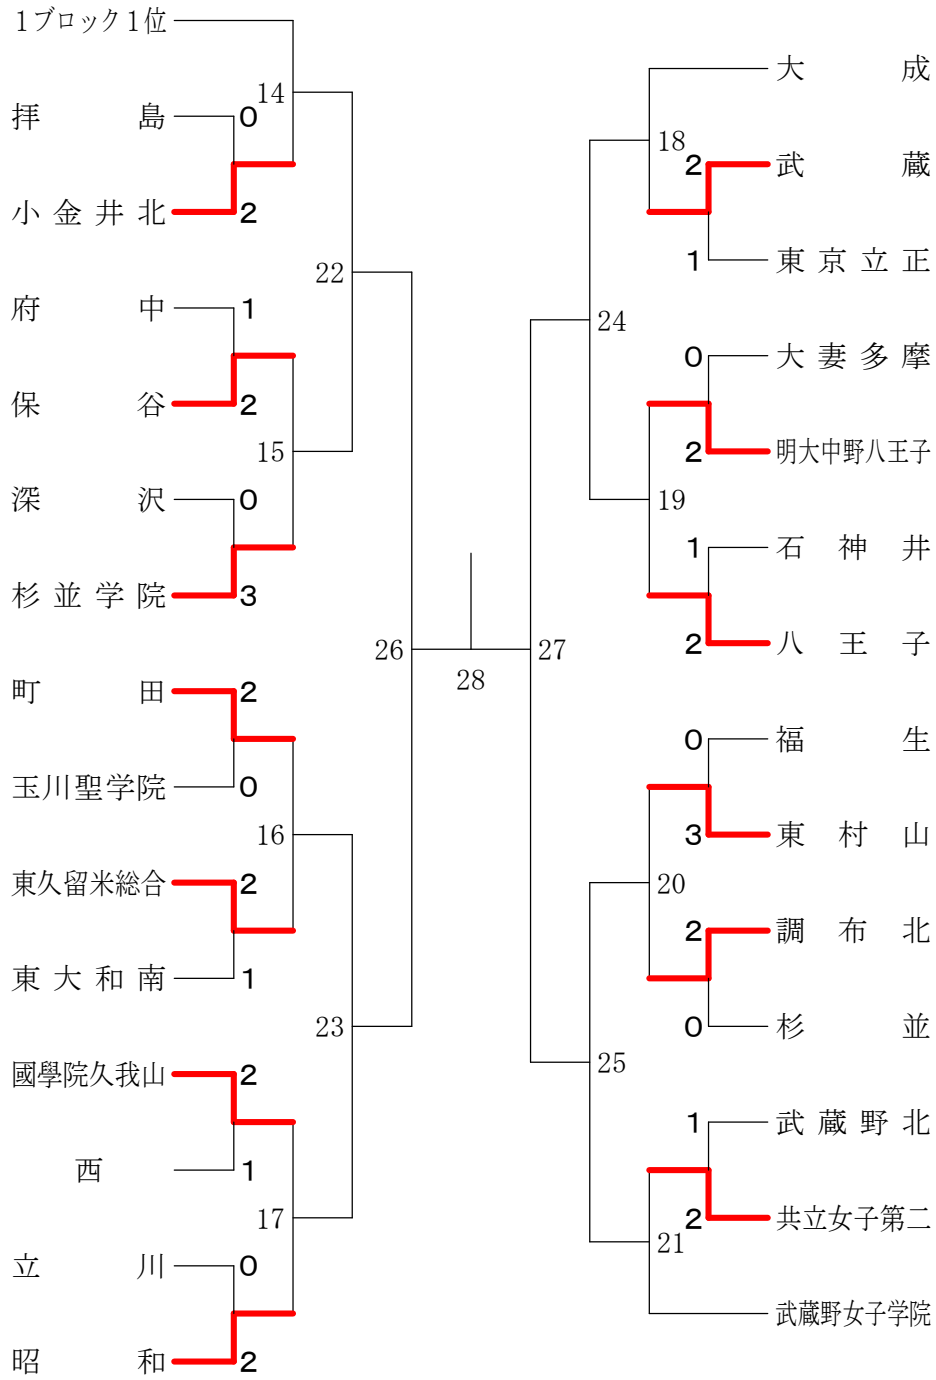 1ブロック1位
14
拝島 0
小金井北 2
22
府中 1
保谷 2
15
深沢 0
杉並学院 3
26
町田 2
玉川聖学院 0
16
東久留米総合 2
東大和南 1
23
國學院久我山 2
西 1
17
立川 0
昭和 2
28
大成
18
2 武蔵
1 東京立正
24
0 大妻多摩
2 明大中野八王子
19
1 石神井
2 八王子
27
0 福生
3 東村山
20
2 調布北
0 杉並
25
1 武蔵野北
2 共立女子第二
21
武蔵野女子学院